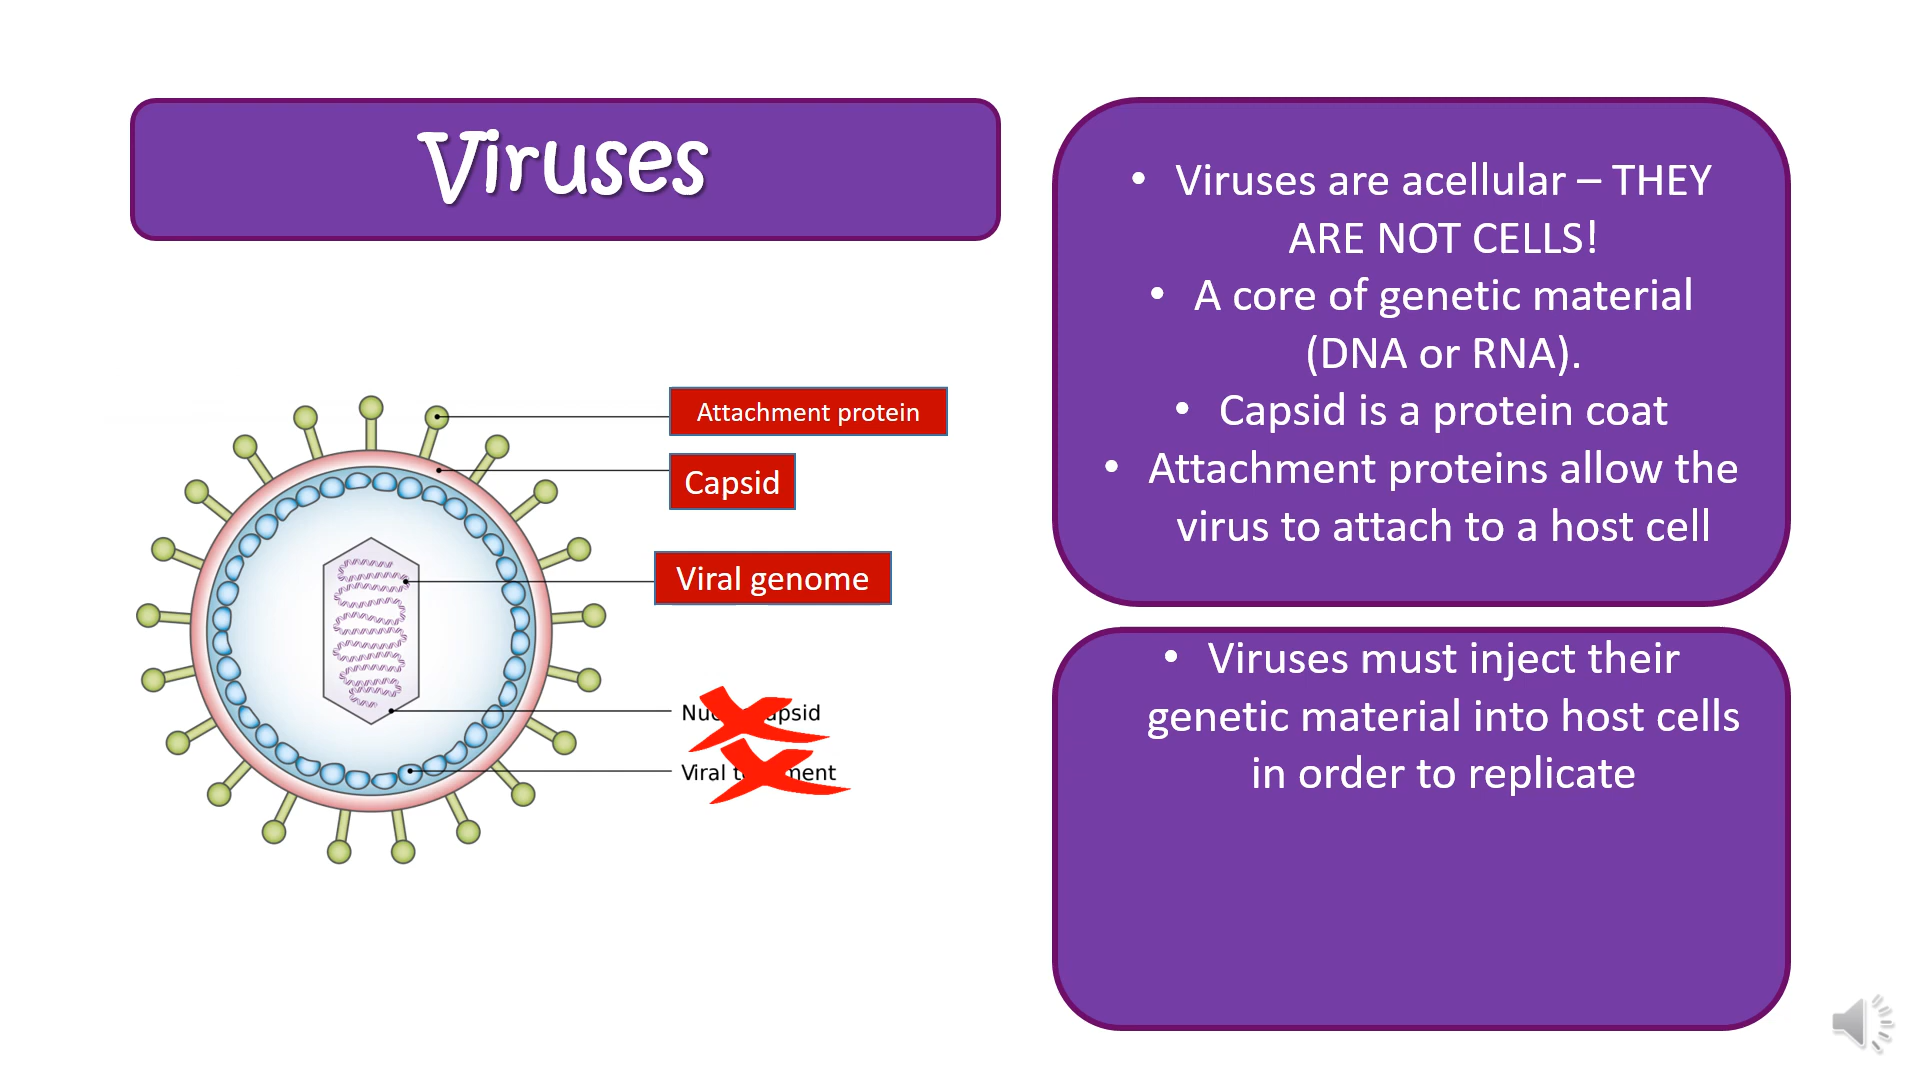 Viruses
Attachment protein
Capsid
Viral genome
• Viruses are acellular – THEY
ARE NOT CELLS!
• A core of genetic material
(DNA or RNA).
• Capsid is a protein coat
• Attachment proteins allow the
virus to attach to a host cell
• Viruses must inject their
genetic material into host cells
in order to replicate
Viral